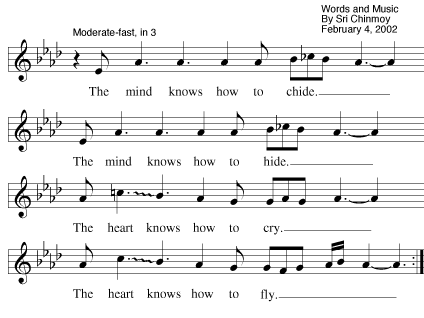 Words and Music
By Sri Chinmoy
February 4, 2002
Moderate-fast, in 3
The mind knows how to chide.
The mind knows how to hide.
The heart knows how to cry.
The heart knows how to fly.